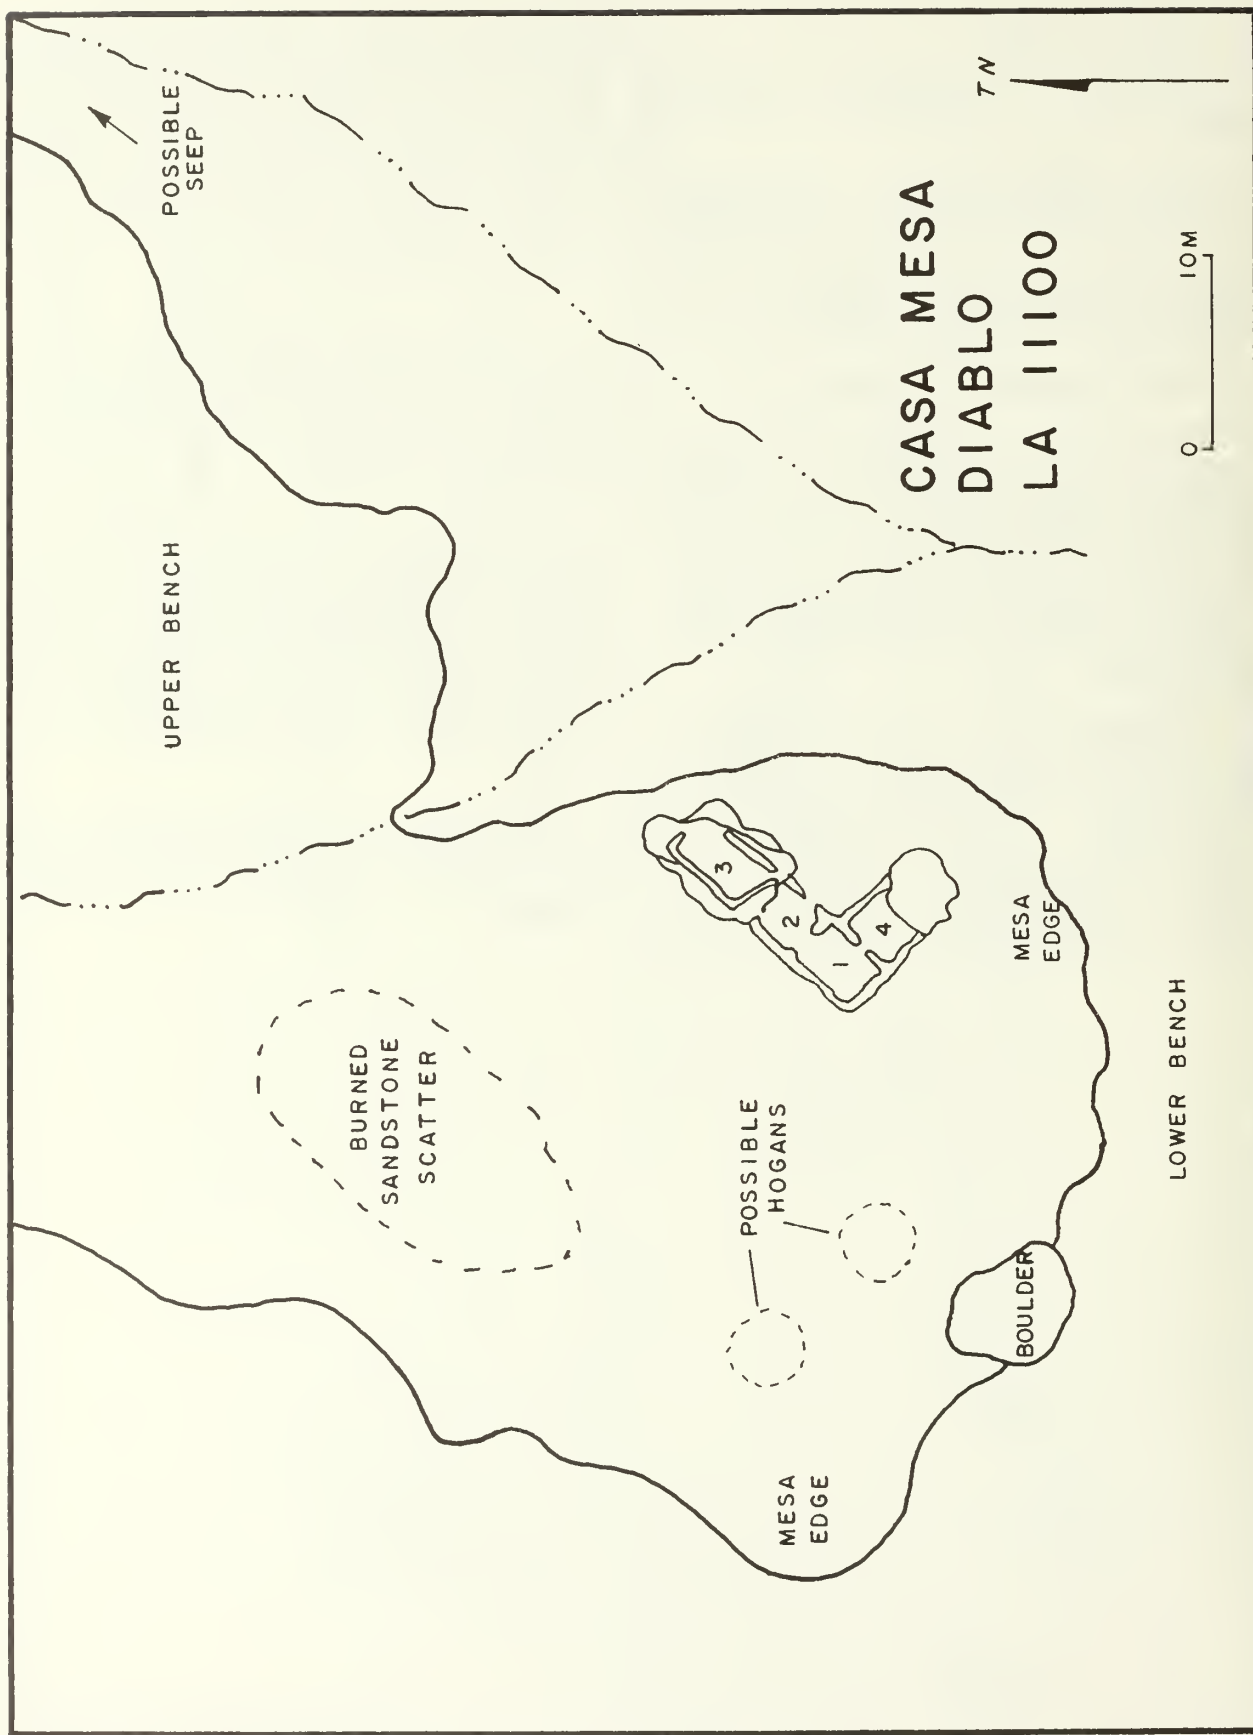 POSSIBLE
SEEP
UPPER BENCH
BURNED
SANDSTONE
SCATTER
TN
3
2
1
4
POSSIBLE
HOGANS
MESA
EDGE
MESA
EDGE
BOULDER
LOWER BENCH
CASA MESA
DIABLO
LA 11100
0 10M